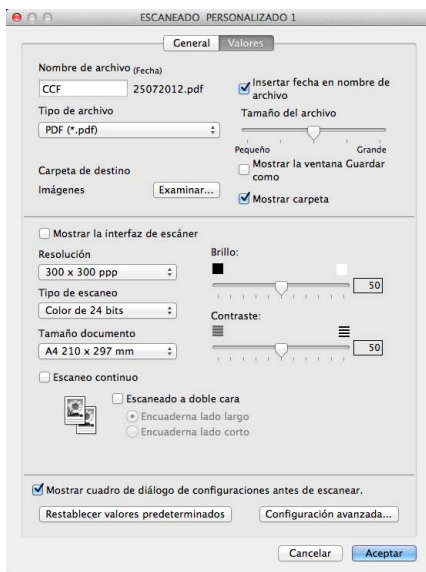 ESCANEADO PERSONALIZADO 1
General Valores
Nombre de archivo (Fecha)
CCF 25072012.pdf
Insertar fecha en nombre de
archivo
Tipo de archivo
PDF (*.pdf)
Tamaño del archivo
Pequeño Grande
Carpeta de destino
Imágenes Examinar...
Mostrar la ventana Guardar
como
Mostrar carpeta
Mostrar la interfaz de escáner
Resolución
300 x 300 ppp
Tipo de escaneo
Color de 24 bits
Tamaño documento
A4 210 x 297 mm
Brillo:
50
Contraste:
50
Escaneo continuo
Escaneado a doble cara
Encuaderna lado largo
Encuaderna lado corto
Mostrar cuadro de diálogo de configuraciones antes de escanear.
Restablecer valores predeterminados Configuración avanzada...
Cancelar Aceptar